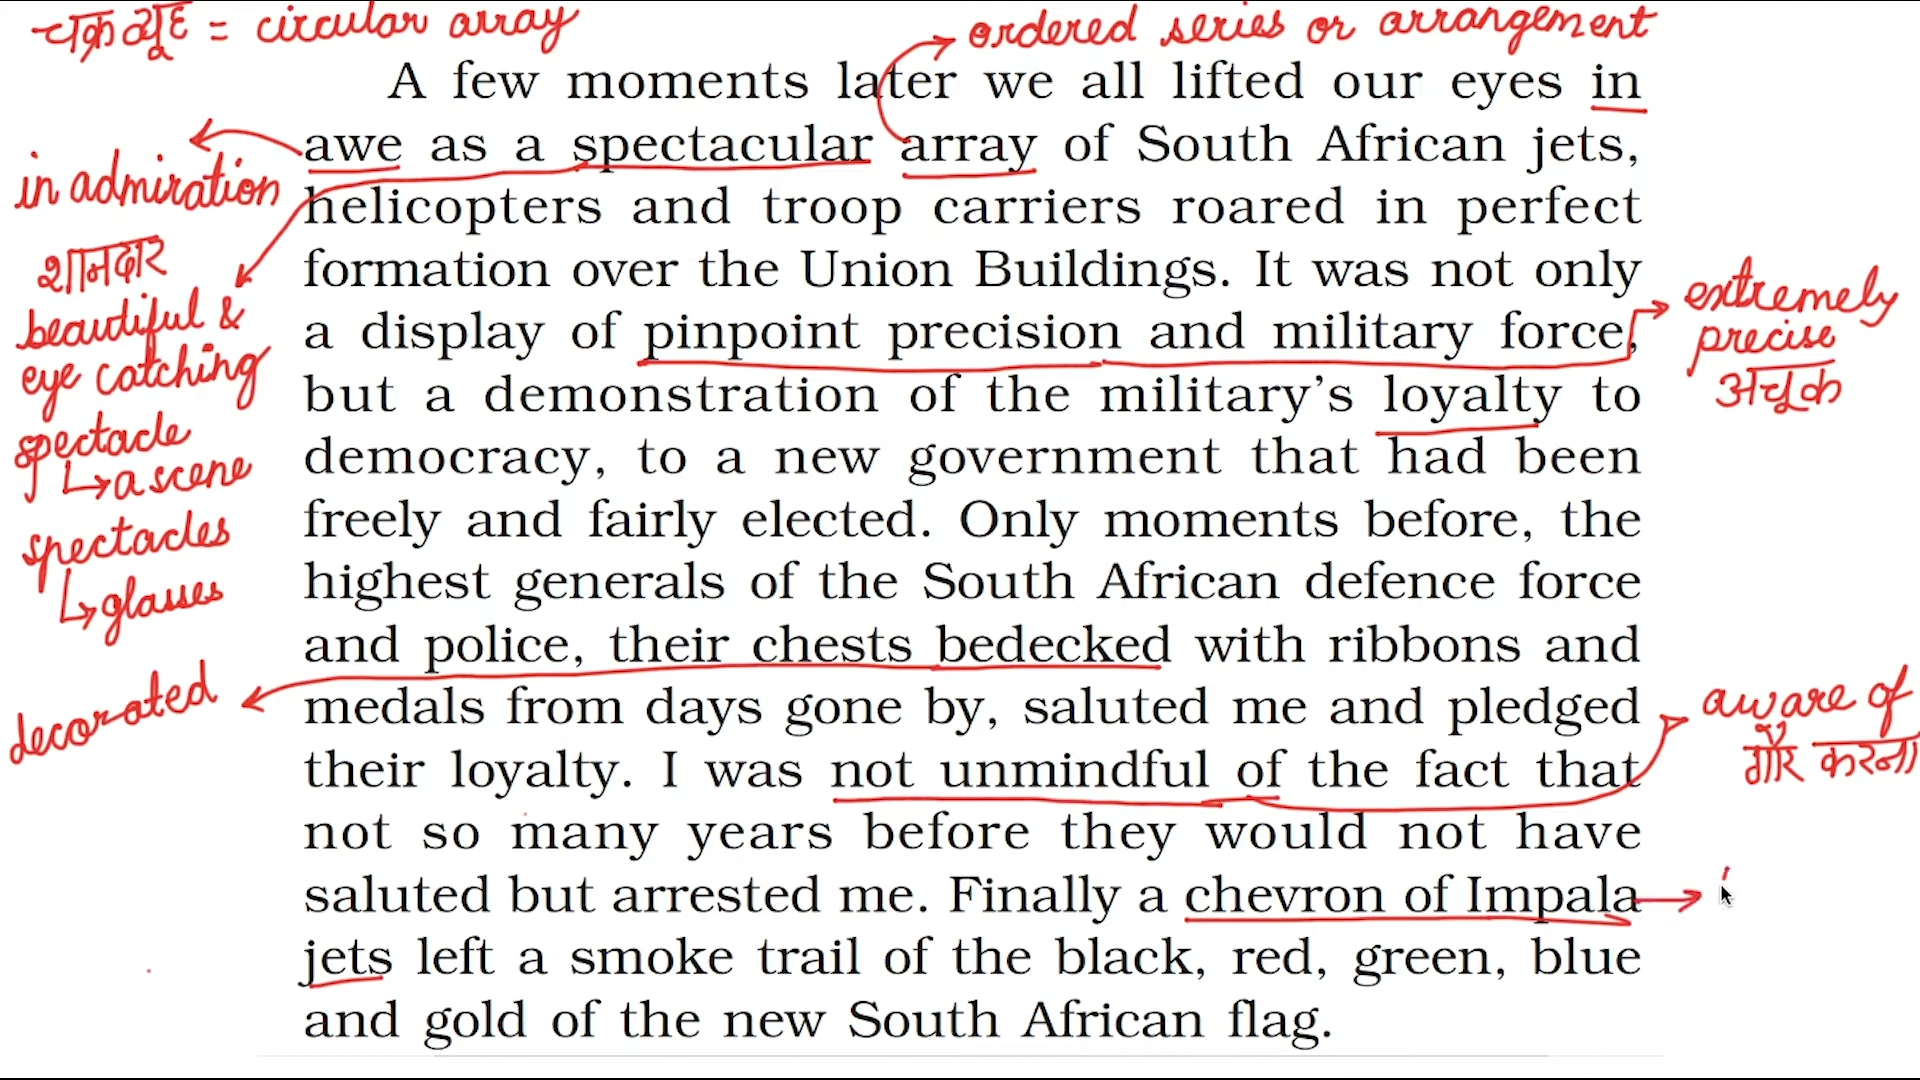 चक्रव्यूह = circular array
ordered series or arrangement
A few moments later we all lifted our eyes in
awe as a spectacular array of South African jets,
helicopters and troop carriers roared in perfect
formation over the Union Buildings. It was not only
a display of pinpoint precision and military force,
but a demonstration of the military's loyalty to
democracy, to a new government that had been
freely and fairly elected. Only moments before, the
highest generals of the South African defence force
and police, their chests bedecked with ribbons and
medals from days gone by, saluted me and pledged
their loyalty. I was not unmindful of the fact that
not so many years before they would not have
saluted but arrested me. Finally a chevron of Impala
jets left a smoke trail of the black, red, green, blue
and gold of the new South African flag.
in admiration
शानदार
beautiful &
eye catching
spectacle
a scene
spectacles
glasses
decorated
extremely
precise
अचूक
aware of
गौर करना